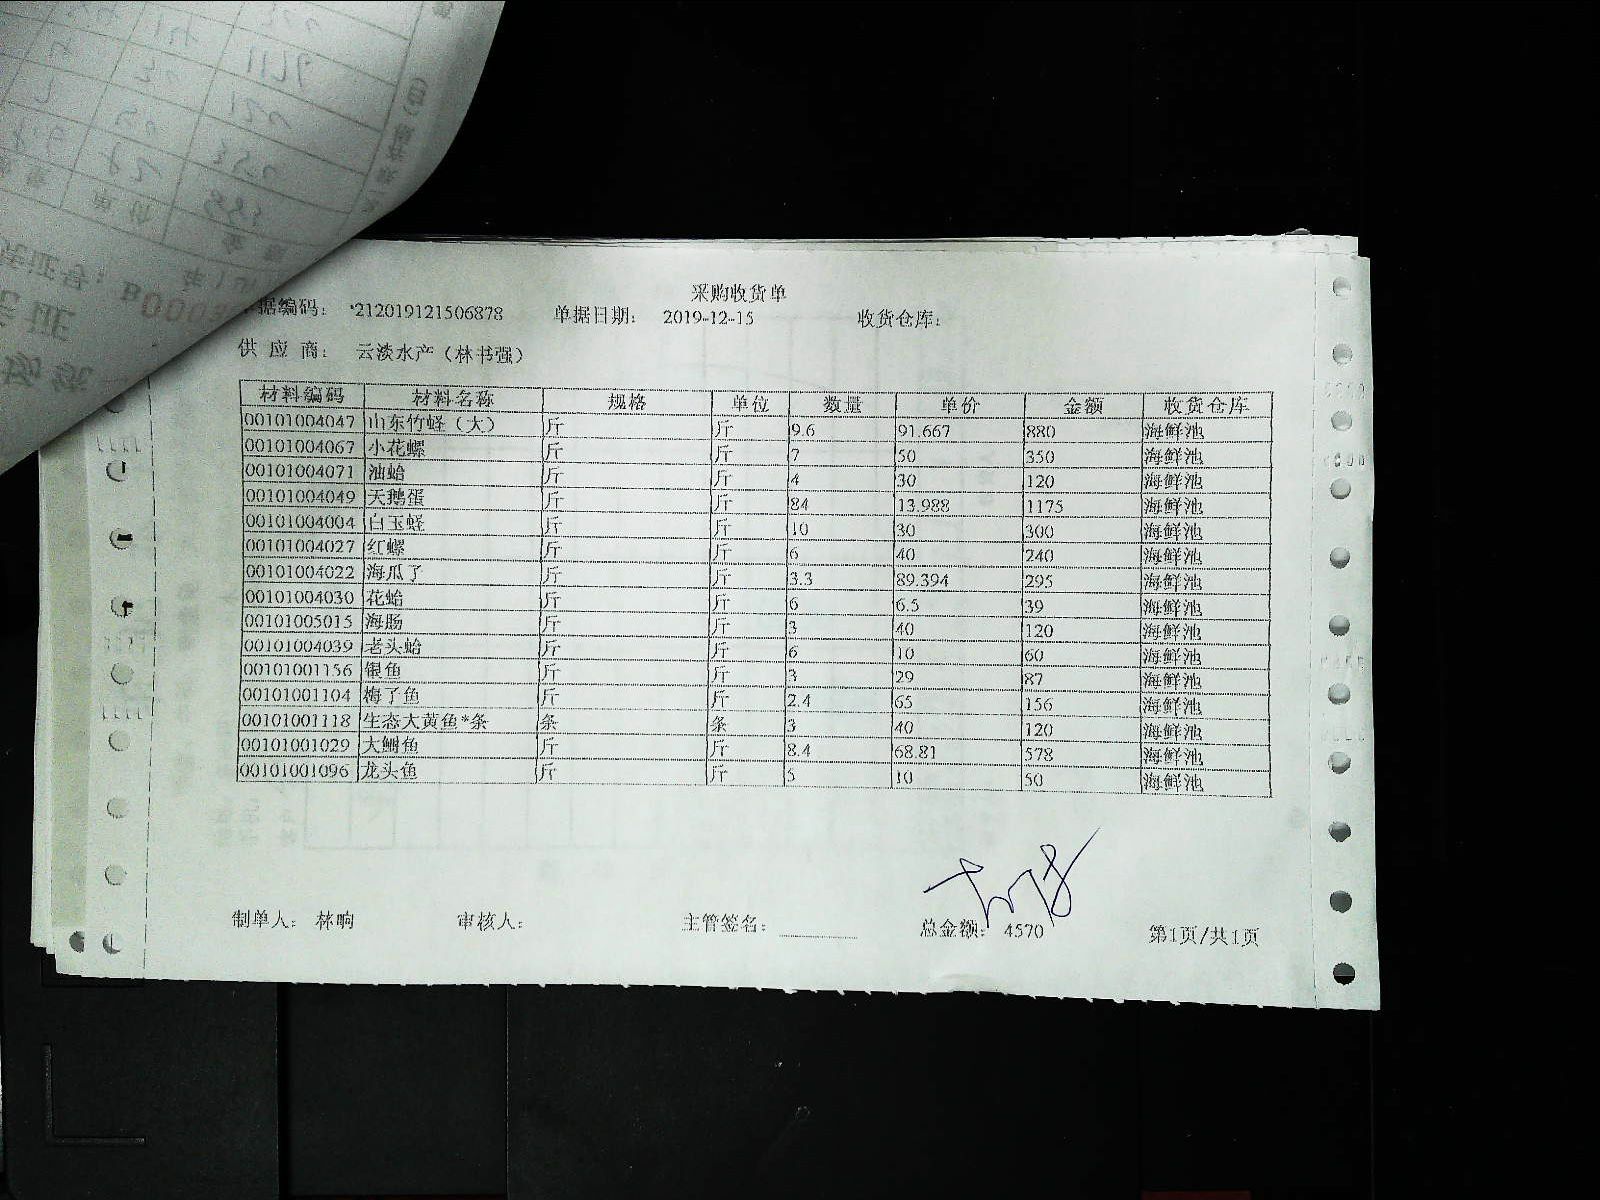 采购收货单
据编码： 212019121506878 单据日期： 2019-12-15 收货仓库：
供 应 商： 云淡水产（林书强）
材料编码 材料名称 规格 单位 数量 单价 金额 收货仓库
00101004047 山东竹蛏（大） 斤 斤 9.6 91.667 880 海鲜池
00101004067 小花螺 斤 斤 7 50 350 海鲜池
00101004071 油蛤 斤 斤 4 30 120 海鲜池
00101004049 天鹅蛋 斤 斤 84 13.988 1175 海鲜池
00101004004 白玉蛏 斤 斤 10 30 300 海鲜池
00101004027 红螺 斤 斤 6 40 240 海鲜池
00101004022 海瓜子 斤 斤 3.3 89.394 295 海鲜池
00101004030 花蛤 斤 斤 6 6.5 39 海鲜池
00101005015 海肠 斤 斤 3 40 120 海鲜池
00101004039 老头蛤 斤 斤 6 10 60 海鲜池
00101001156 银鱼 斤 斤 3 29 87 海鲜池
00101001104 梅子鱼 斤 斤 2.4 65 156 海鲜池
00101001118 生态大黄鱼*条 条 条 3 40 120 海鲜池
00101001029 大鲷鱼 斤 斤 8.4 68.81 578 海鲜池
00101001096 龙头鱼 斤 斤 5 10 50 海鲜池
制单人： 林晌 审核人： 主管签名： 总金额： 4570 第1页/共1页